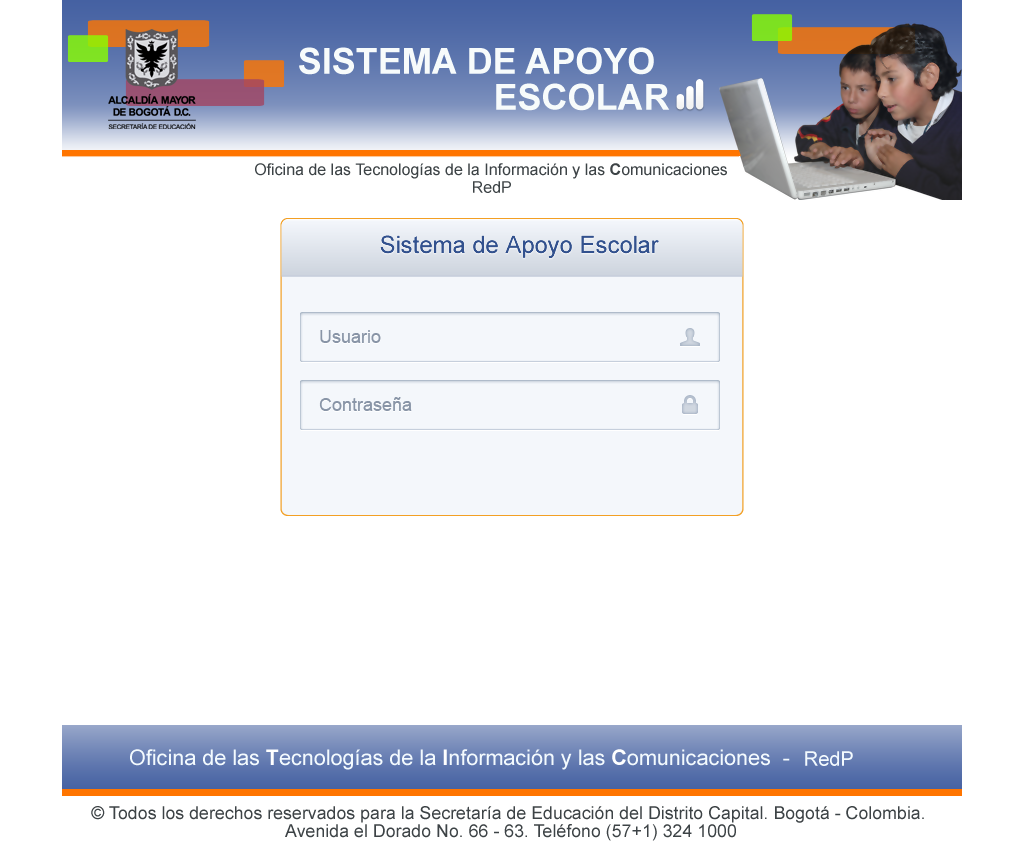 ALCALDÍA MAYOR
DE BOGOTÁ D.C.
SECRETARÍA DE EDUCACIÓN
SISTEMA DE APOYO
ESCOLAR
Oficina de las Tecnologías de la Información y las Comunicaciones
RedP
Sistema de Apoyo Escolar
Usuario
Contraseña
Oficina de las Tecnologías de la Información y las Comunicaciones - RedP
© Todos los derechos reservados para la Secretaría de Educación del Distrito Capital. Bogotá - Colombia.
Avenida el Dorado No. 66 - 63. Teléfono (57+1) 324 1000